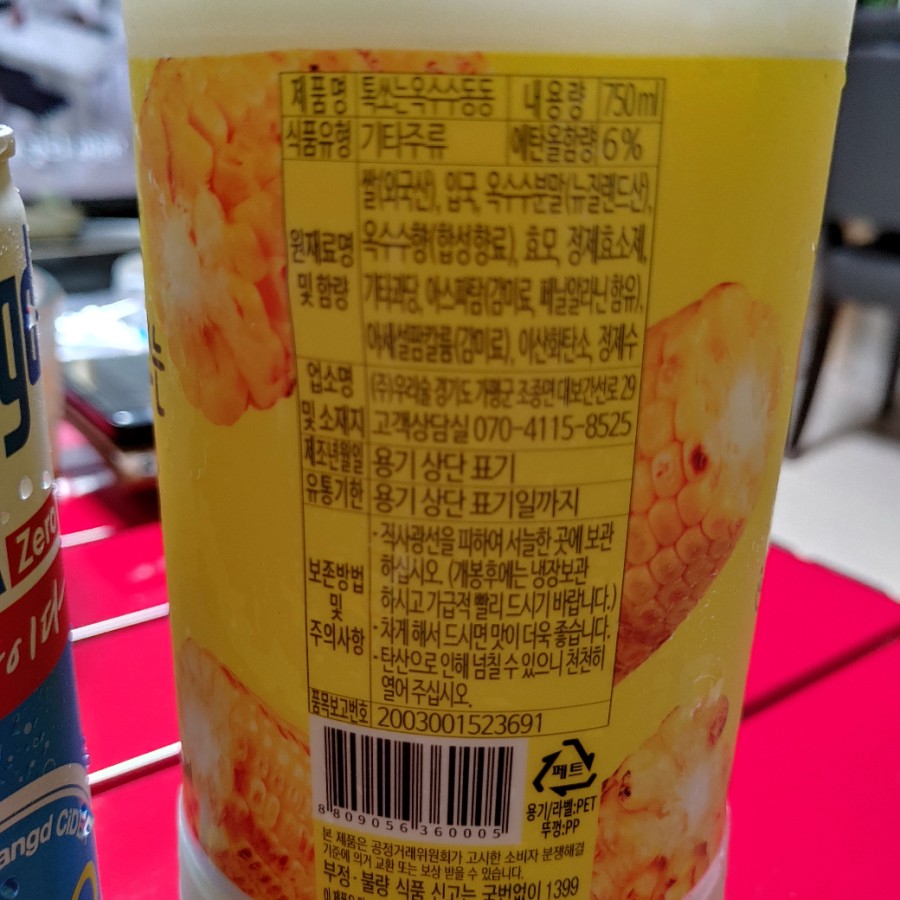 제품명 톡쏘는옥수수동동 내용량 750ml
식품유형 기타주류 에탄올함량 6%
원재료명 및 함량
쌀(외국산), 입국, 옥수수분말(뉴질랜드산),
옥수수향(합성향료), 효모, 정제효소제,
기타과당, 아스파탐(감미료, 페닐알라닌 함유),
아세설팜칼륨(감미료), 이산화탄소, 정제수
업소명 및 소재지
(주)우리술 경기도 가평군 조종면 대보간선로 29
고객상담실 070-4115-8525
제조년월일 용기 상단 표기
유통기한 용기 상단 표기일까지
보존방법 및 주의사항
·직사광선을 피하여 서늘한 곳에 보관
하십시오. (개봉후에는 냉장보관
하시고 가급적 빨리 드시기 바랍니다.)
·차게 해서 드시면 맛이 더욱 좋습니다.
·탄산으로 인해 넘칠 수 있으니 천천히
열어 주십시오.
품목보고번호 2003001523691
8 809056 360005
페트
용기/라벨:PET
뚜껑:PP
본 제품은 공정거래위원회가 고시한 소비자 분쟁해결
기준에 의거 교환 또는 보상 받을 수 있습니다.
부정·불량 식품 신고는 국번없이 1399
는
Zero
이다